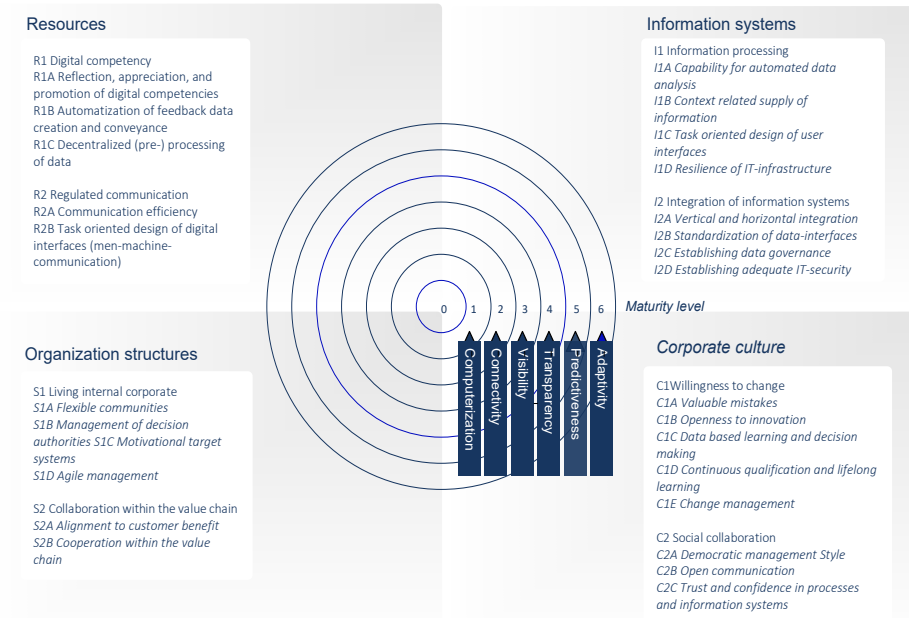 Resources
R1 Digital competency
R1A Reflection, appreciation, and
promotion of digital competencies
R1B Automatization of feedback data
creation and conveyance
R1C Decentralized (pre-) processing
of data
R2 Regulated communication
R2A Communication efficiency
R2B Task oriented design of digital
interfaces (men-machine-
communication)
Information systems
I1 Information processing
I1A Capability for automated data
analysis
I1B Context related supply of
information
I1C Task oriented design of user
interfaces
I1D Resilience of IT-infrastructure
I2 Integration of information systems
I2A Vertical and horizontal integration
I2B Standardization of data-interfaces
I2C Establishing data governance
I2D Establishing adequate IT-security
0 1 2 3 4 5 6 Maturity level
Computerization
Connectivity
Visibility
Transparency
Predictiveness
Adaptivity
Organization structures
S1 Living internal corporate
S1A Flexible communities
S1B Management of decision
authorities S1C Motivational target
systems
S1D Agile management
S2 Collaboration within the value chain
S2A Alignment to customer benefit
S2B Cooperation within the value
chain
Corporate culture
C1Willingness to change
C1A Valuable mistakes
C1B Openness to innovation
C1C Data based learning and decision
making
C1D Continuous qualification and lifelong
learning
C1E Change management
C2 Social collaboration
C2A Democratic management Style
C2B Open communication
C2C Trust and confidence in processes
and information systems